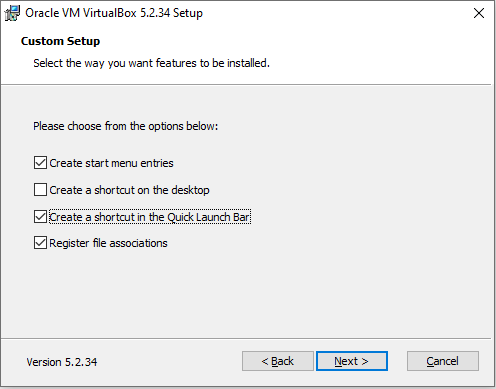 Oracle VM VirtualBox 5.2.34 Setup
Custom Setup
Select the way you want features to be installed.
Please choose from the options below:
Create start menu entries
Create a shortcut on the desktop
Create a shortcut in the Quick Launch Bar
Register file associations
Version 5.2.34
< Back
Next >
Cancel